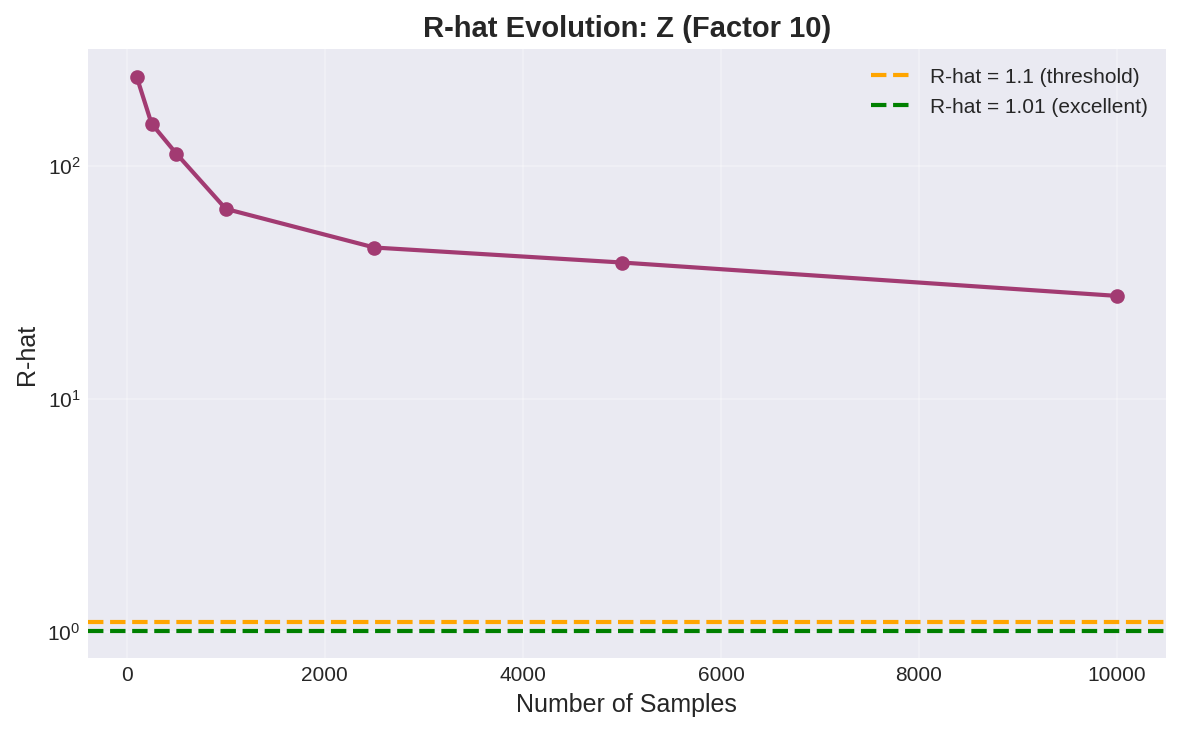 R-hat Evolution: Z (Factor 10)
R-hat = 1.1 (threshold)
R-hat = 1.01 (excellent)
10²
10¹
10⁰
R-hat
0 2000 4000 6000 8000 10000
Number of Samples